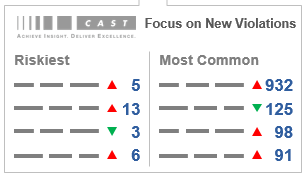 CAST
ACHIEVE INSIGHT. DELIVER EXCELLENCE.
Focus on New Violations
Riskiest
5
13
3
6
Most Common
932
125
98
91